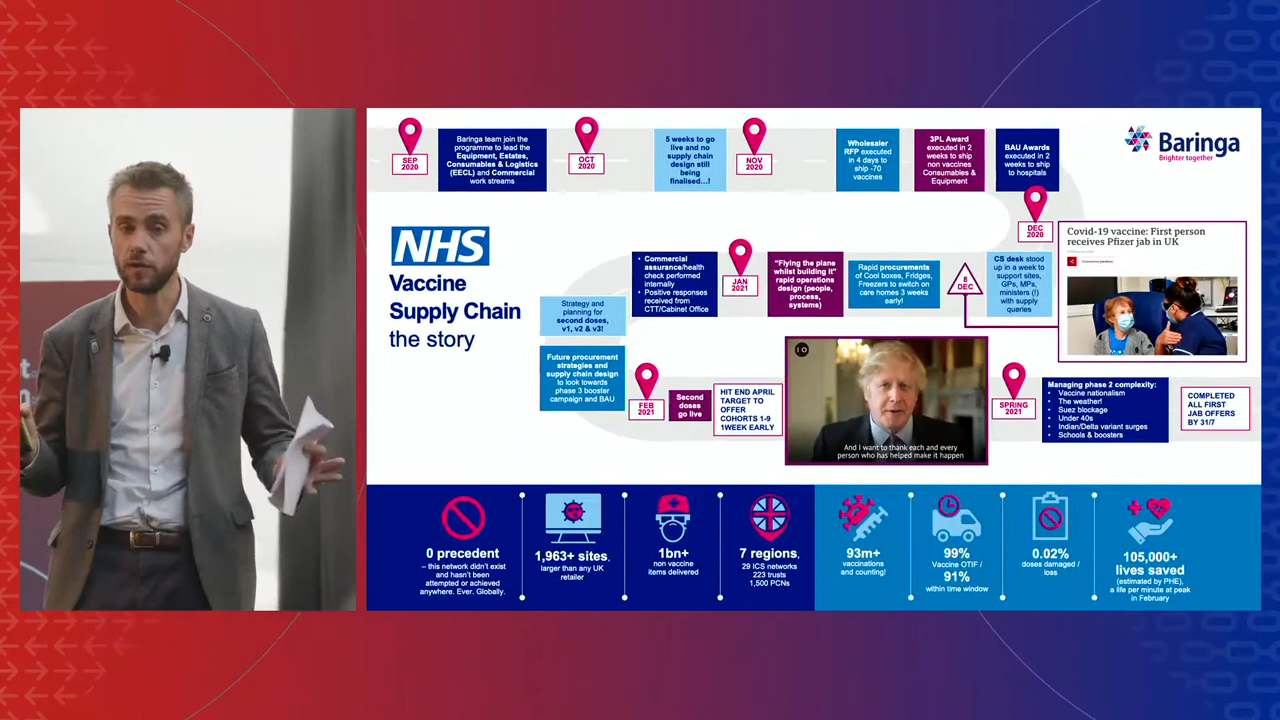 SEP
2020
Baringa team join the
programme to lead the
Equipment, Estates,
Consumables & Logistics
(EECL) and Commercial
work streams
OCT
2020
5 weeks to go
live and no
supply chain
design still
being
finalised...!
NOV
2020
Wholesaler
RFP executed
in 4 days to
ship -70
vaccines
3PL Award
executed in 2
weeks to ship
non vaccines
Consumables &
Equipment
BAU Awards
executed in 2
weeks to ship
to hospitals
Baringa
Brighter together
DEC
2020
NHS
Vaccine
Supply Chain
the story
Strategy and
planning for
second doses,
v1, v2 & v3!
• Commercial
assurance/health
check performed
internally
• Positive responses
received from
CTT/Cabinet Office
JAN
2021
"Flying the plane
whilst building it"
rapid operations
design (people,
process,
systems)
Rapid procurements
of Cool boxes, Fridges,
Freezers to switch on
care homes 3 weeks
early!
8
DEC
CS desk stood
up in a week to
support sites,
GPs, MPs,
ministers (!)
with supply
queries
Covid-19 vaccine: First person
receives Pfizer jab in UK
Future procurement
strategies and
supply chain design
to look towards
phase 3 booster
campaign and BAU
FEB
2021
Second
doses
go live
HIT END APRIL
TARGET TO
OFFER
COHORTS 1-9
1WEEK EARLY
And I want to thank each and every
person who has helped make it happen
SPRING
2021
Managing phase 2 complexity:
• Vaccine nationalism
• The weather!
• Suez blockage
• Under 40s
• Indian/Delta variant surges
• Schools & boosters
COMPLETED
ALL FIRST
JAB OFFERS
BY 31/7
0 precedent
– this network didn't exist
and hasn't been
attempted or achieved
anywhere. Ever. Globally.
1,963+ sites,
larger than any UK
retailer
1bn+
non vaccine
items delivered
7 regions,
29 ICS networks
223 trusts
1,500 PCNs
93m+
vaccinations
and counting!
99%
Vaccine OTIF /
91%
within time window
0.02%
doses damaged /
loss
105,000+
lives saved
(estimated by PHE),
a life per minute at peak
in February